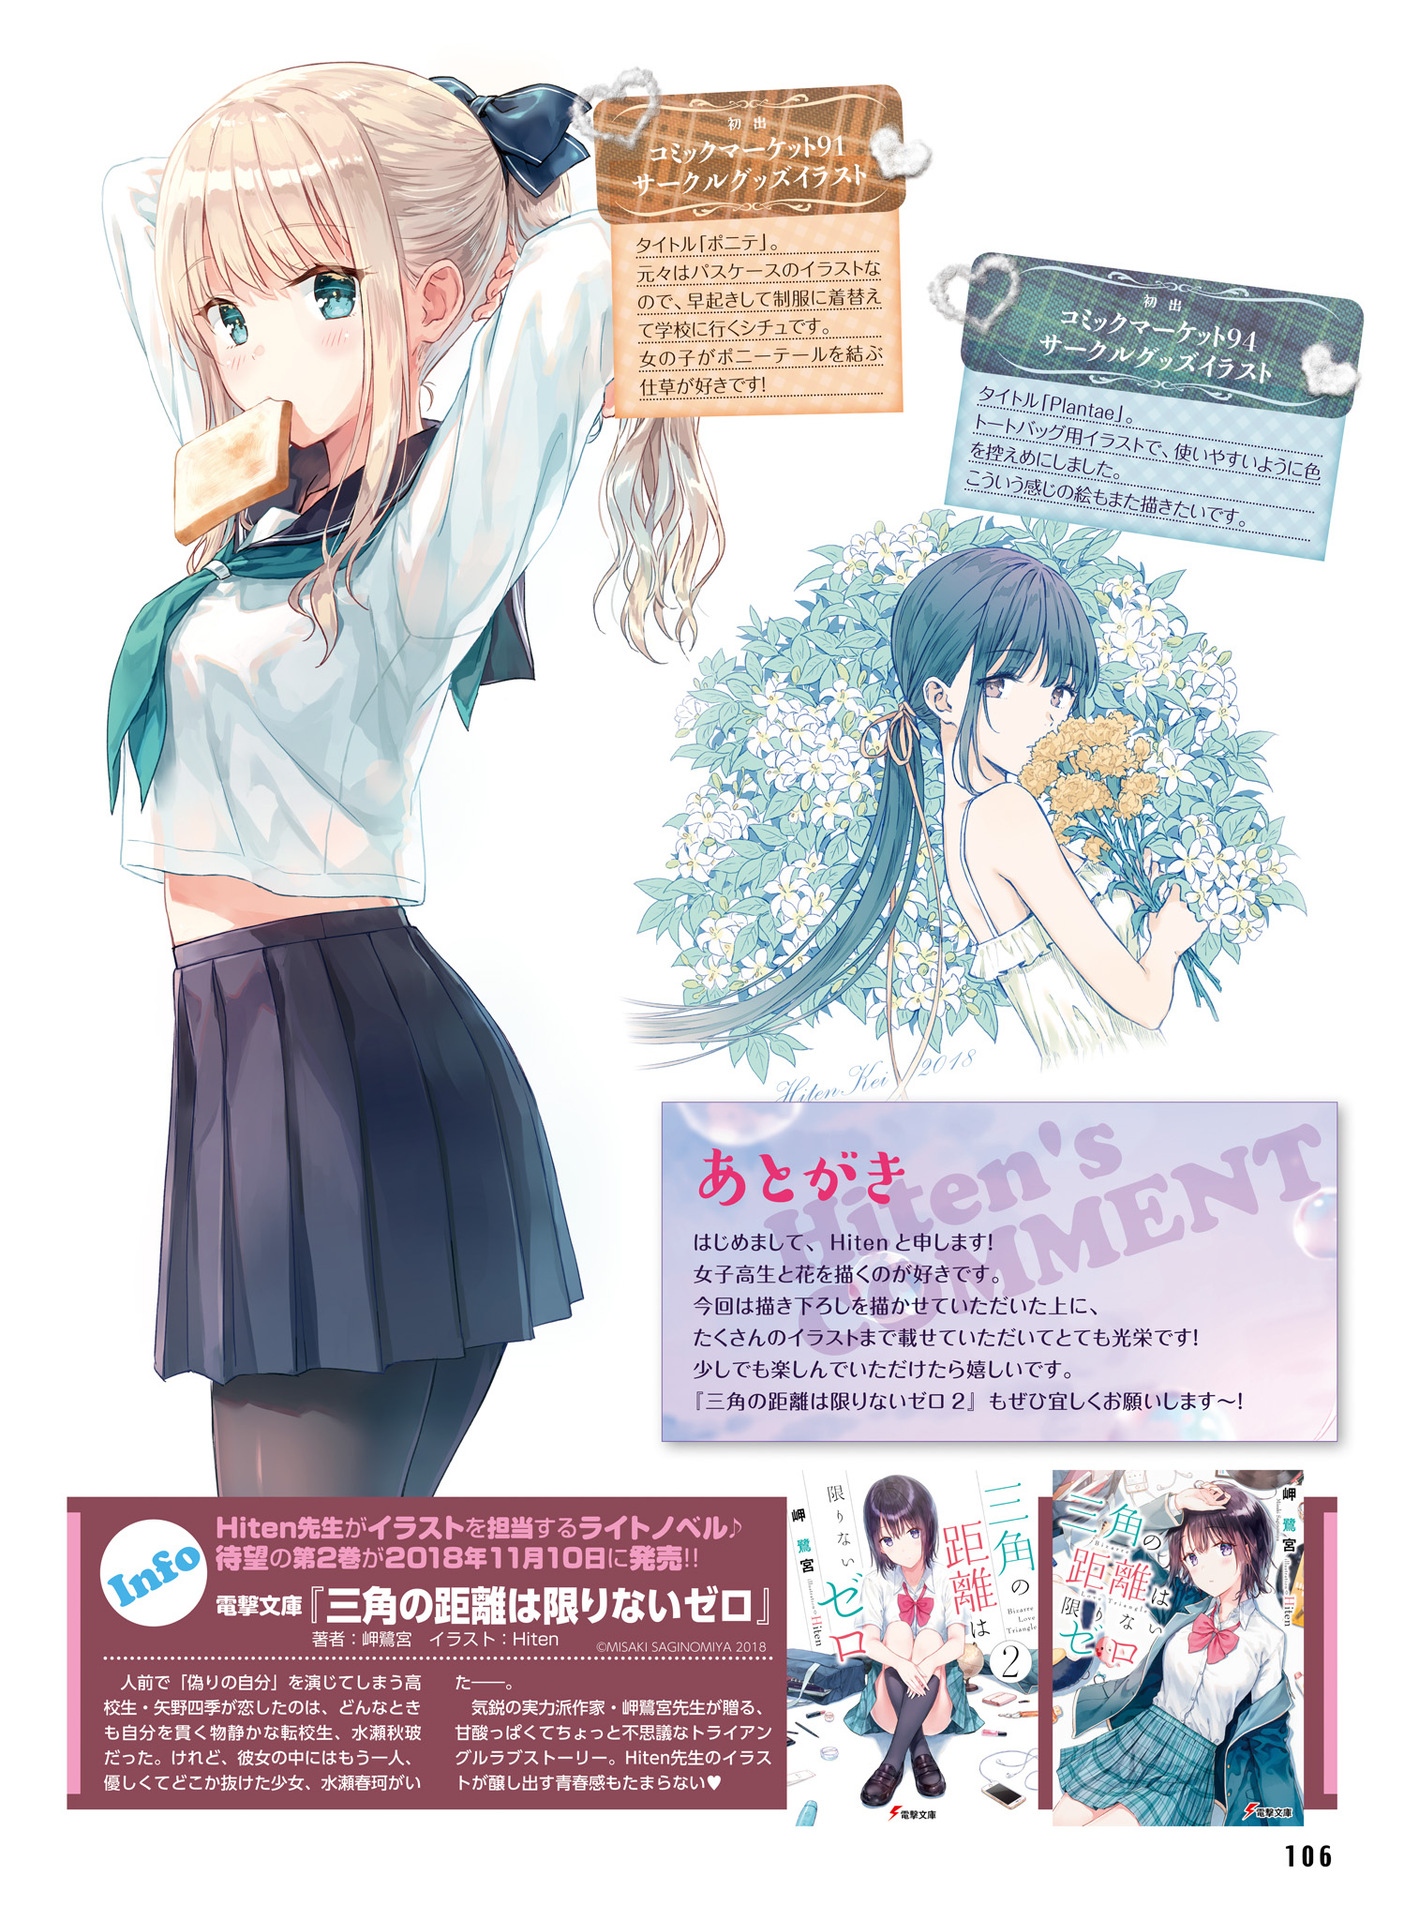 初出
コミックマーケット91
サークルグッズイラスト
タイトル「ポニテ」。
元々はパスケースのイラストな
ので、早起きして制服に着替え
て学校に行くシチュです。
女の子がポニーテールを結ぶ
仕草が好きです!
初出
コミックマーケット94
サークルグッズイラスト
タイトル「Plantae」。
トートバッグ用イラストで、使いやすいように色
を控えめにしました。
こういう感じの絵もまた描きたいです。
Hiten Kei 2018
Hiten's
COMMENT
あとがき
はじめまして、Hitenと申します!
女子高生と花を描くのが好きです。
今回は描き下ろしを描かせていただいた上に、
たくさんのイラストまで載せていただいてとても光栄です!
少しでも楽しんでいただけたら嬉しいです。
『三角の距離は限りないゼロ2』もぜひ宜しくお願いします〜!
Info
Hiten先生がイラストを担当するライトノベル♪
待望の第2巻が2018年11月10日に発売!!
電撃文庫『三角の距離は限りないゼロ』
著者:岬鷺宮 イラスト:Hiten
©MISAKI SAGINOMIYA 2018
人前で「偽りの自分」を演じてしまう高
校生・矢野四季が恋したのは、どんなとき
も自分を貫く物静かな転校生、水瀬秋玻
だった。けれど、彼女の中にはもう一人、
優しくてどこか抜けた少女、水瀬春珂がい
た――。
気鋭の実力派作家・岬鷺宮先生が贈る、
甘酸っぱくてちょっと不思議なトライアン
グルラブストーリー。Hiten先生のイラス
トが醸し出す青春感もたまらない♥
三角の
距離は
限りない
ゼロ
2
Bizarre
Love
Triangle
岬 鷺宮
illustration Hiten
電撃文庫
三角の
距離は
限りない
ゼロ
岬 鷺宮
Hiten
電撃文庫
106